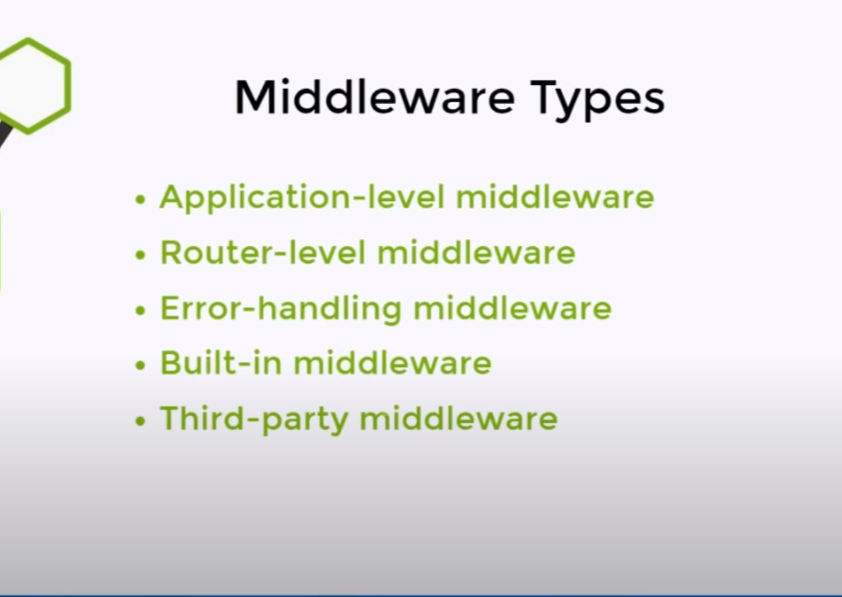 Middleware Types
• Application-level middleware
• Router-level middleware
• Error-handling middleware
• Built-in middleware
• Third-party middleware